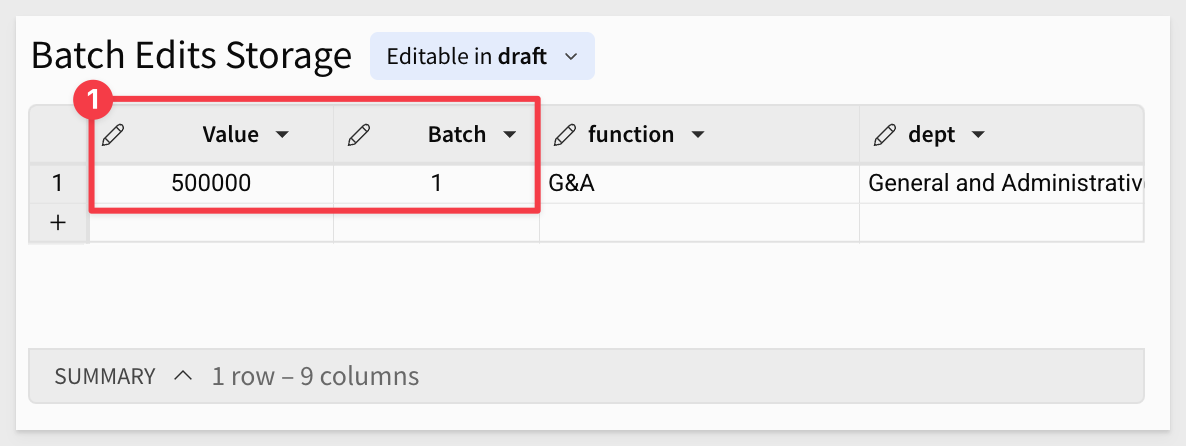 Batch Edits Storage Editable in draft
1
Value Batch function dept
1 500000 1 G&A General and Administrativ
+
SUMMARY 1 row – 9 columns